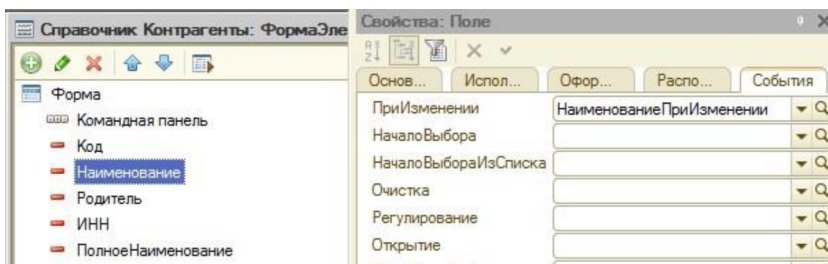 Справочник Контрагенты: ФормаЭле
Форма
Командная панель
Код
Наименование
Родитель
ИНН
ПолноеНаименование
Свойства: Поле
Основ... Испол... Офор... Распо... События
ПриИзменении НаименованиеПриИзменении
НачалоВыбора
НачалоВыбораИзСписка
Очистка
Регулирование
Открытие